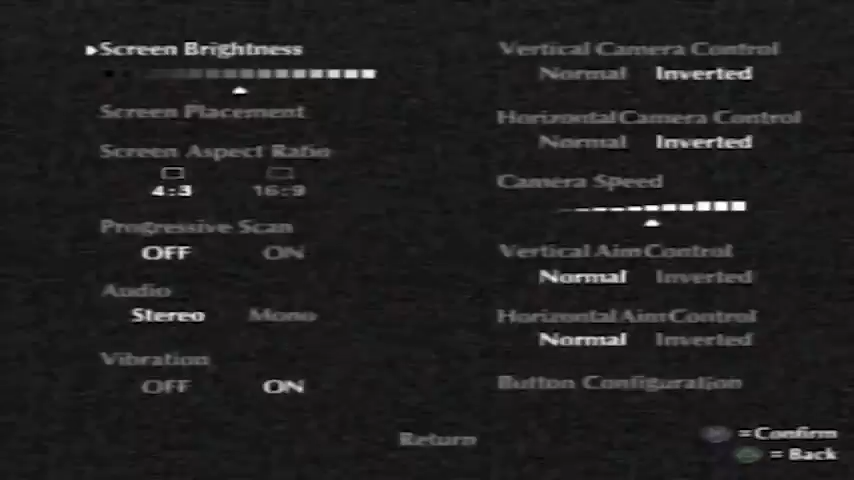 Screen Brightness
Screen Placement
Screen Aspect Ratio
4:3 16:9
Progressive Scan
OFF ON
Audio
Stereo Mono
Vibration
OFF ON
Vertical Camera Control
Normal Inverted
Horizontal Camera Control
Normal Inverted
Camera Speed
Vertical Aim Control
Normal Inverted
Horizontal Aim Control
Normal Inverted
Button Configuration
Return
=Confirm
=Back